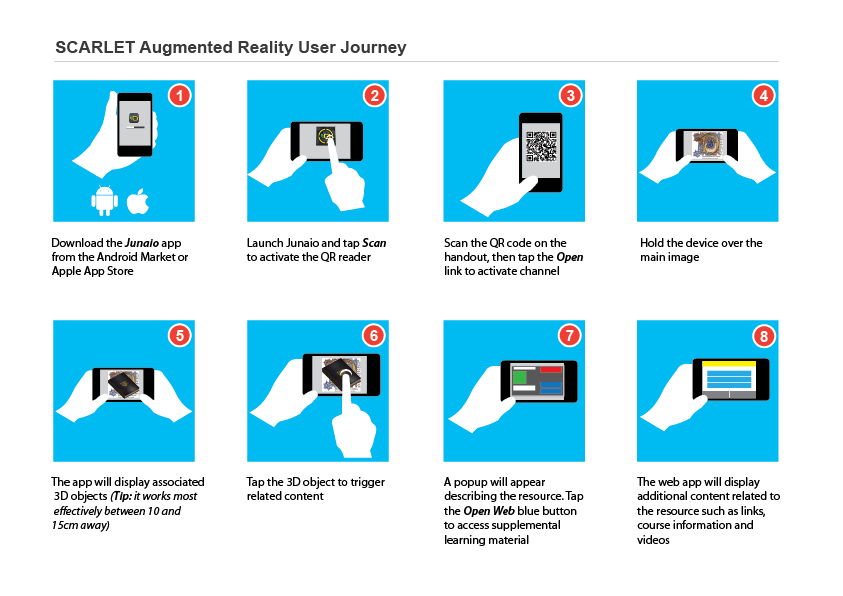 SCARLET Augmented Reality User Journey
1
2
3
4
Download the Junaio app
from the Android Market or
Apple App Store
Launch Junaio and tap Scan
to activate the QR reader
Scan the QR code on the
handout, then tap the Open
link to activate channel
Hold the device over the
main image
5
6
7
8
The app will display associated
3D objects (Tip: it works most
effectively between 10 and
15cm away)
Tap the 3D object to trigger
related content
A popup will appear
describing the resource. Tap
the Open Web blue button
to access supplemental
learning material
The web app will display
additional content related to
the resource such as links,
course information and
videos